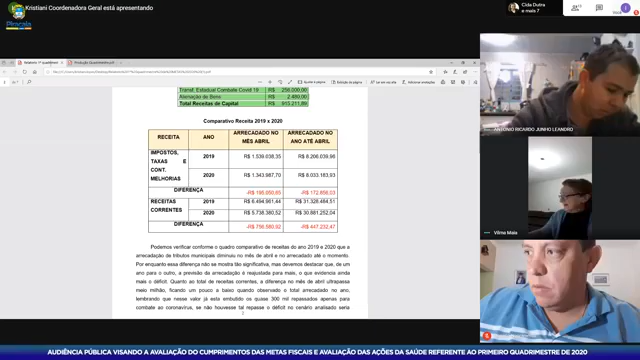 Kristiani Coordenadora Geral está apresentando
Cida Dutra
e mais 7
Piracaia
Transf. Estadual Combate Covid 19 R$ 250.000,00
Alienação de Bens R$ 2.480,00
Total Receitas de Capital R$ 915.211,89
Comparativo Receita 2019 x 2020
RECEITA ANO ARRECADADO NO MÊS ABRIL ARRECADADO NO ANO ATÉ ABRIL
IMPOSTOS, TAXAS E CONT. MELHORIAS 2019 R$ 1.539.038,35 R$ 8.206.039,96
2020 R$ 1.343.987,70 R$ 8.033.183,93
DIFERENÇA -R$ 195.050,65 -R$ 172.856,03
RECEITAS CORRENTES 2019 R$ 6.494.961,44 R$ 31.328.484,51
2020 R$ 5.738.380,52 R$ 30.881.252,04
DIFERENÇA -R$ 756.580,92 -R$ 447.232,47
Podemos verificar conforme o quadro comparativo de receitas do ano 2019 e 2020 que a
arrecadação de tributos municipais diminuiu no mês de abril e no arrecadado até o momento.
Por enquanto essa diferença não se mostra tão significativa, mas devemos destacar que, de um
ano para o outro, a previsão da arrecadação é reajustada para mais, o que evidencia ainda
mais o déficit. Quanto ao total de receitas correntes, a diferença no mês de abril ultrapassa
meio milhão, ficando um pouco a baixo quando observado o total arrecadado no ano,
lembrando que nesse valor já esta embutido os quase 300 mil repassados apenas para
combate ao coronavírus, se não houvesse tal repasse o déficit no cenário analisado seria
ANTONIO RICARDO JUNHO LEANDRO
Vilma Maia
AUDIÊNCIA PÚBLICA VISANDO A AVALIAÇÃO DO CUMPRIMENTOS DAS METAS FISCAIS E AVALIAÇÃO DAS AÇÕES DA SAÚDE REFERENTE AO PRIMEIRO QUADRIMESTRE DE 2020